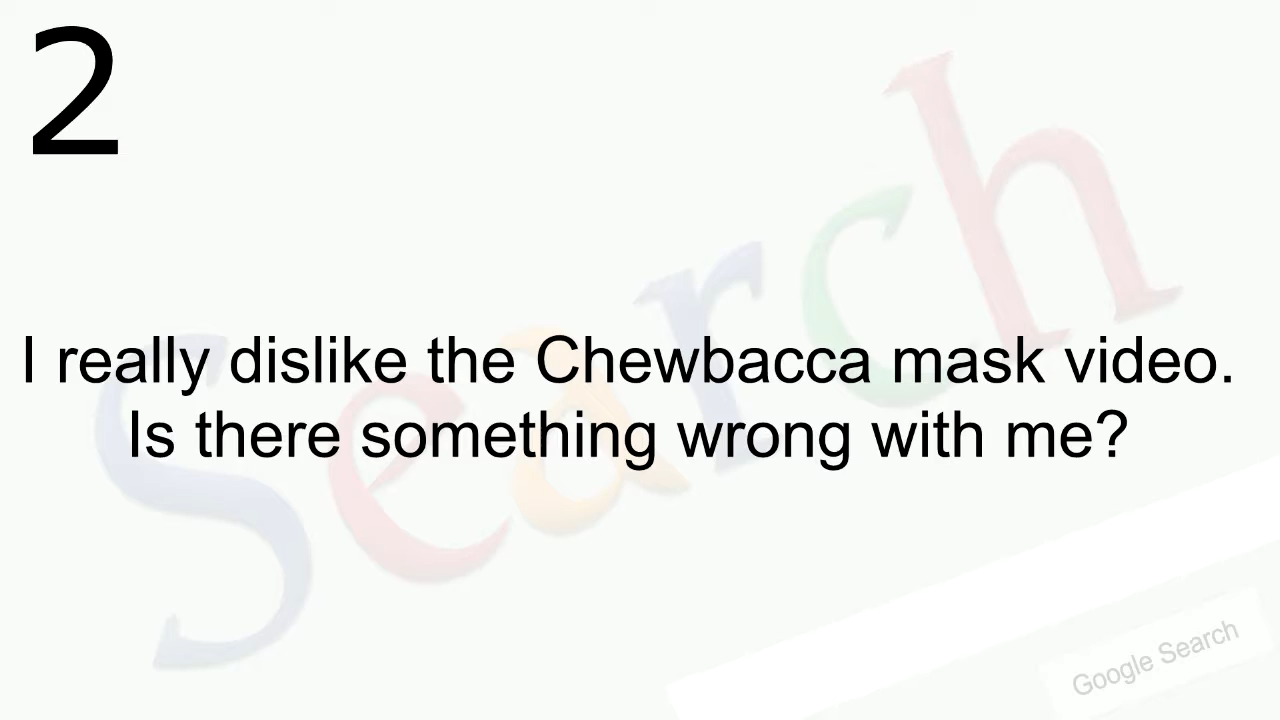 2
Search
I really dislike the Chewbacca mask video.
Is there something wrong with me?
Google Search